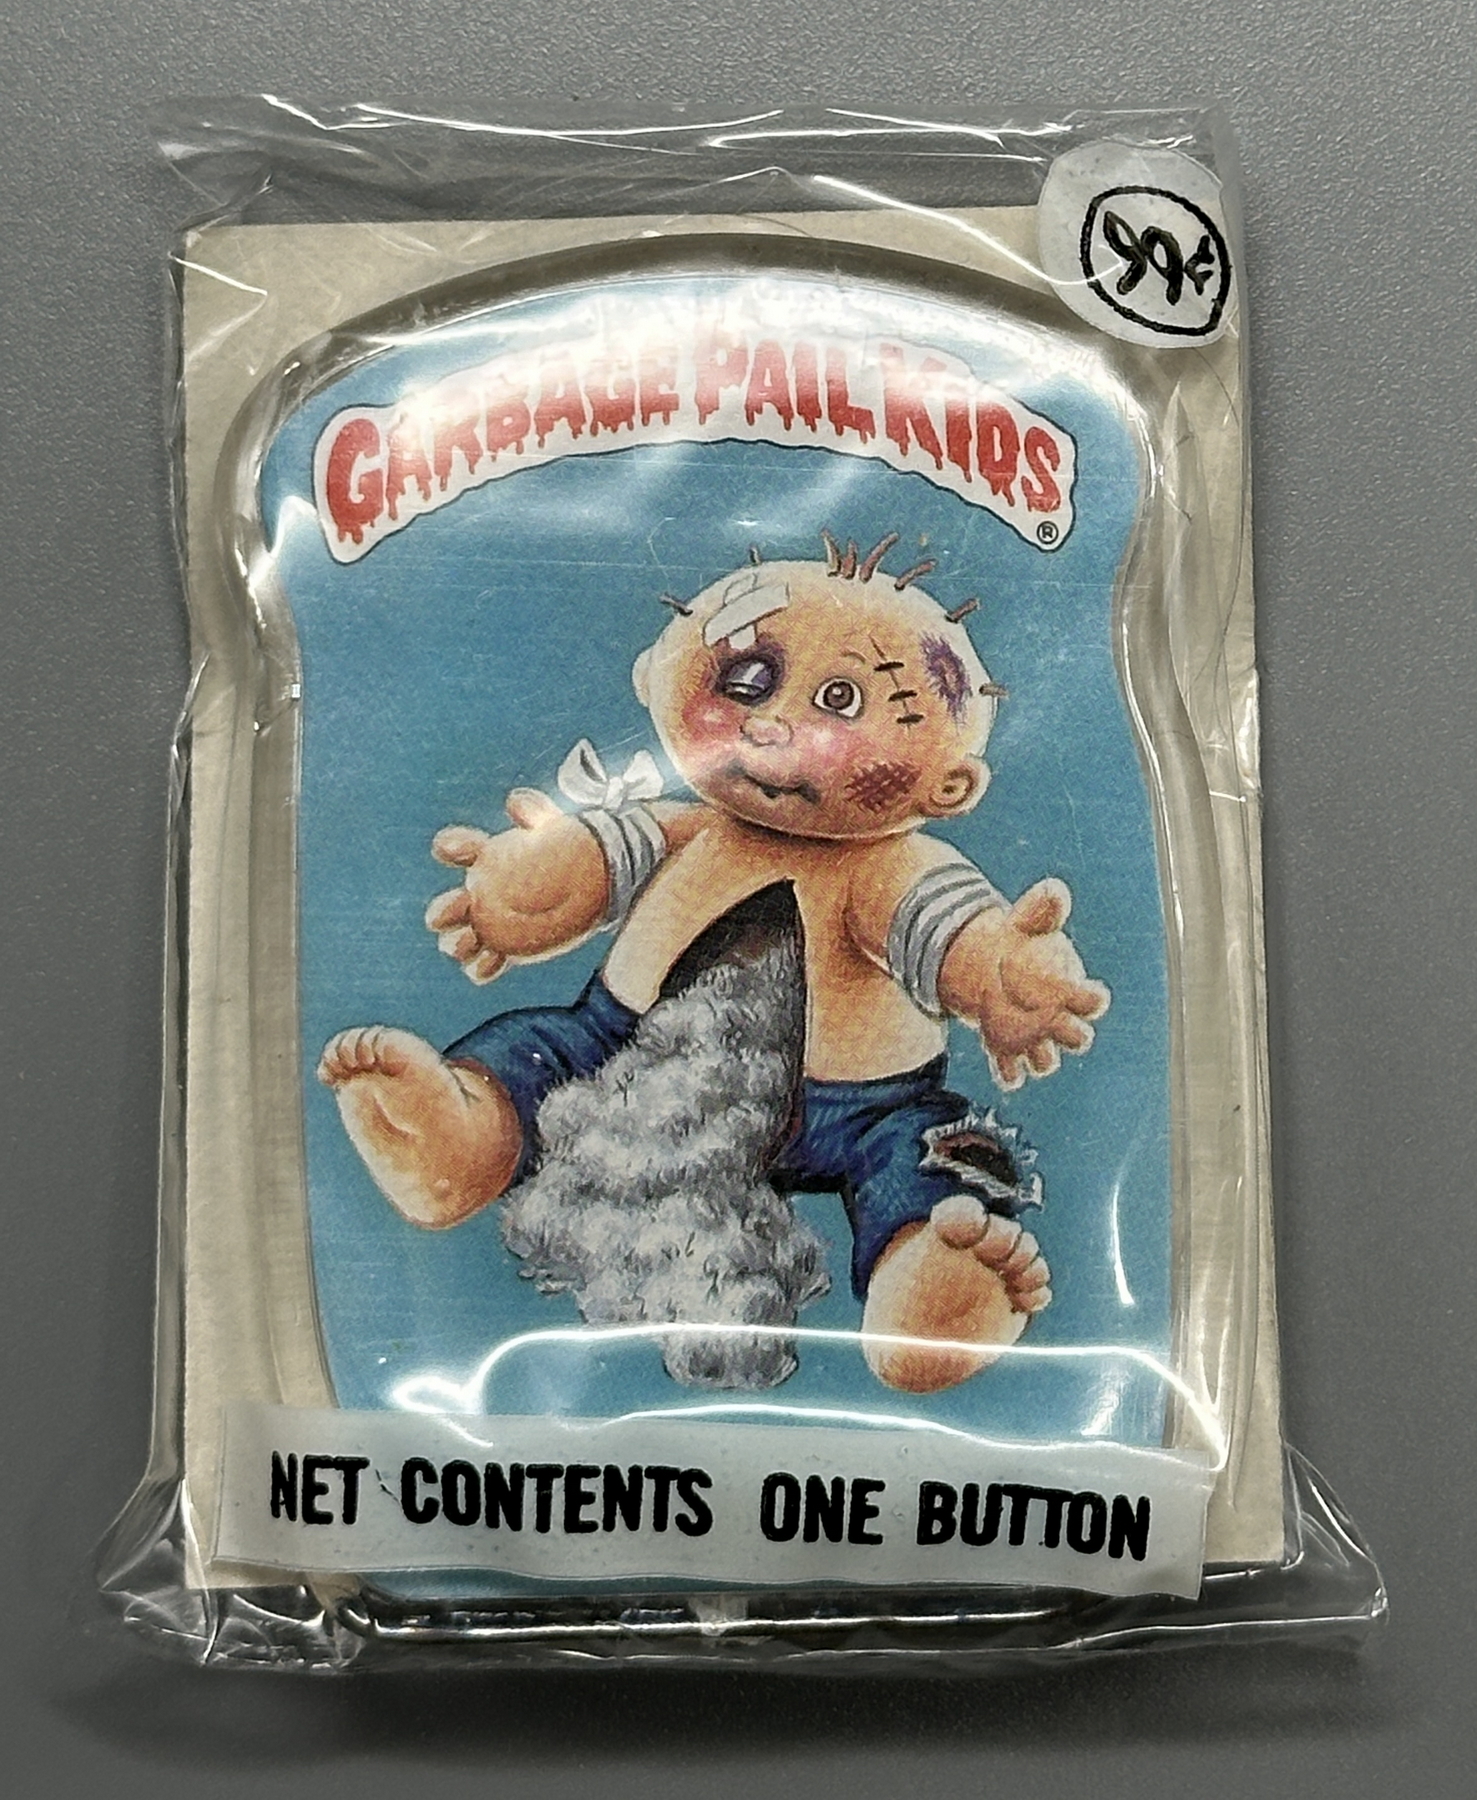 99¢
GARBAGE PAIL KIDS
®
NET CONTENTS ONE BUTTON